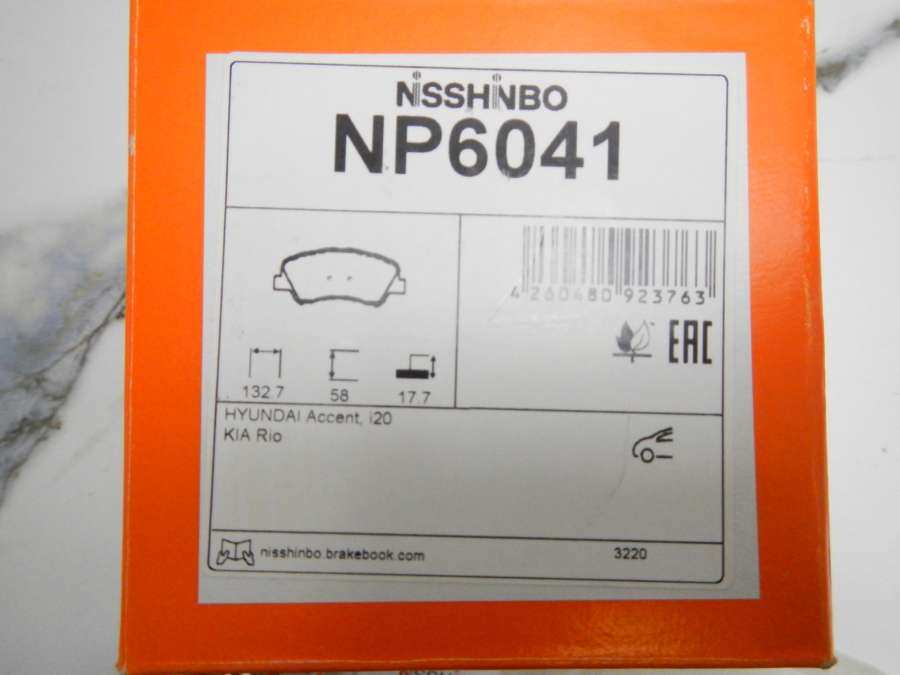 NiSSHiNBO
NP6041
4 260480 923763
EAC
132.7 58 17.7
HYUNDAI Accent, i20
KIA Rio
nisshinbo.brakebook.com 3220